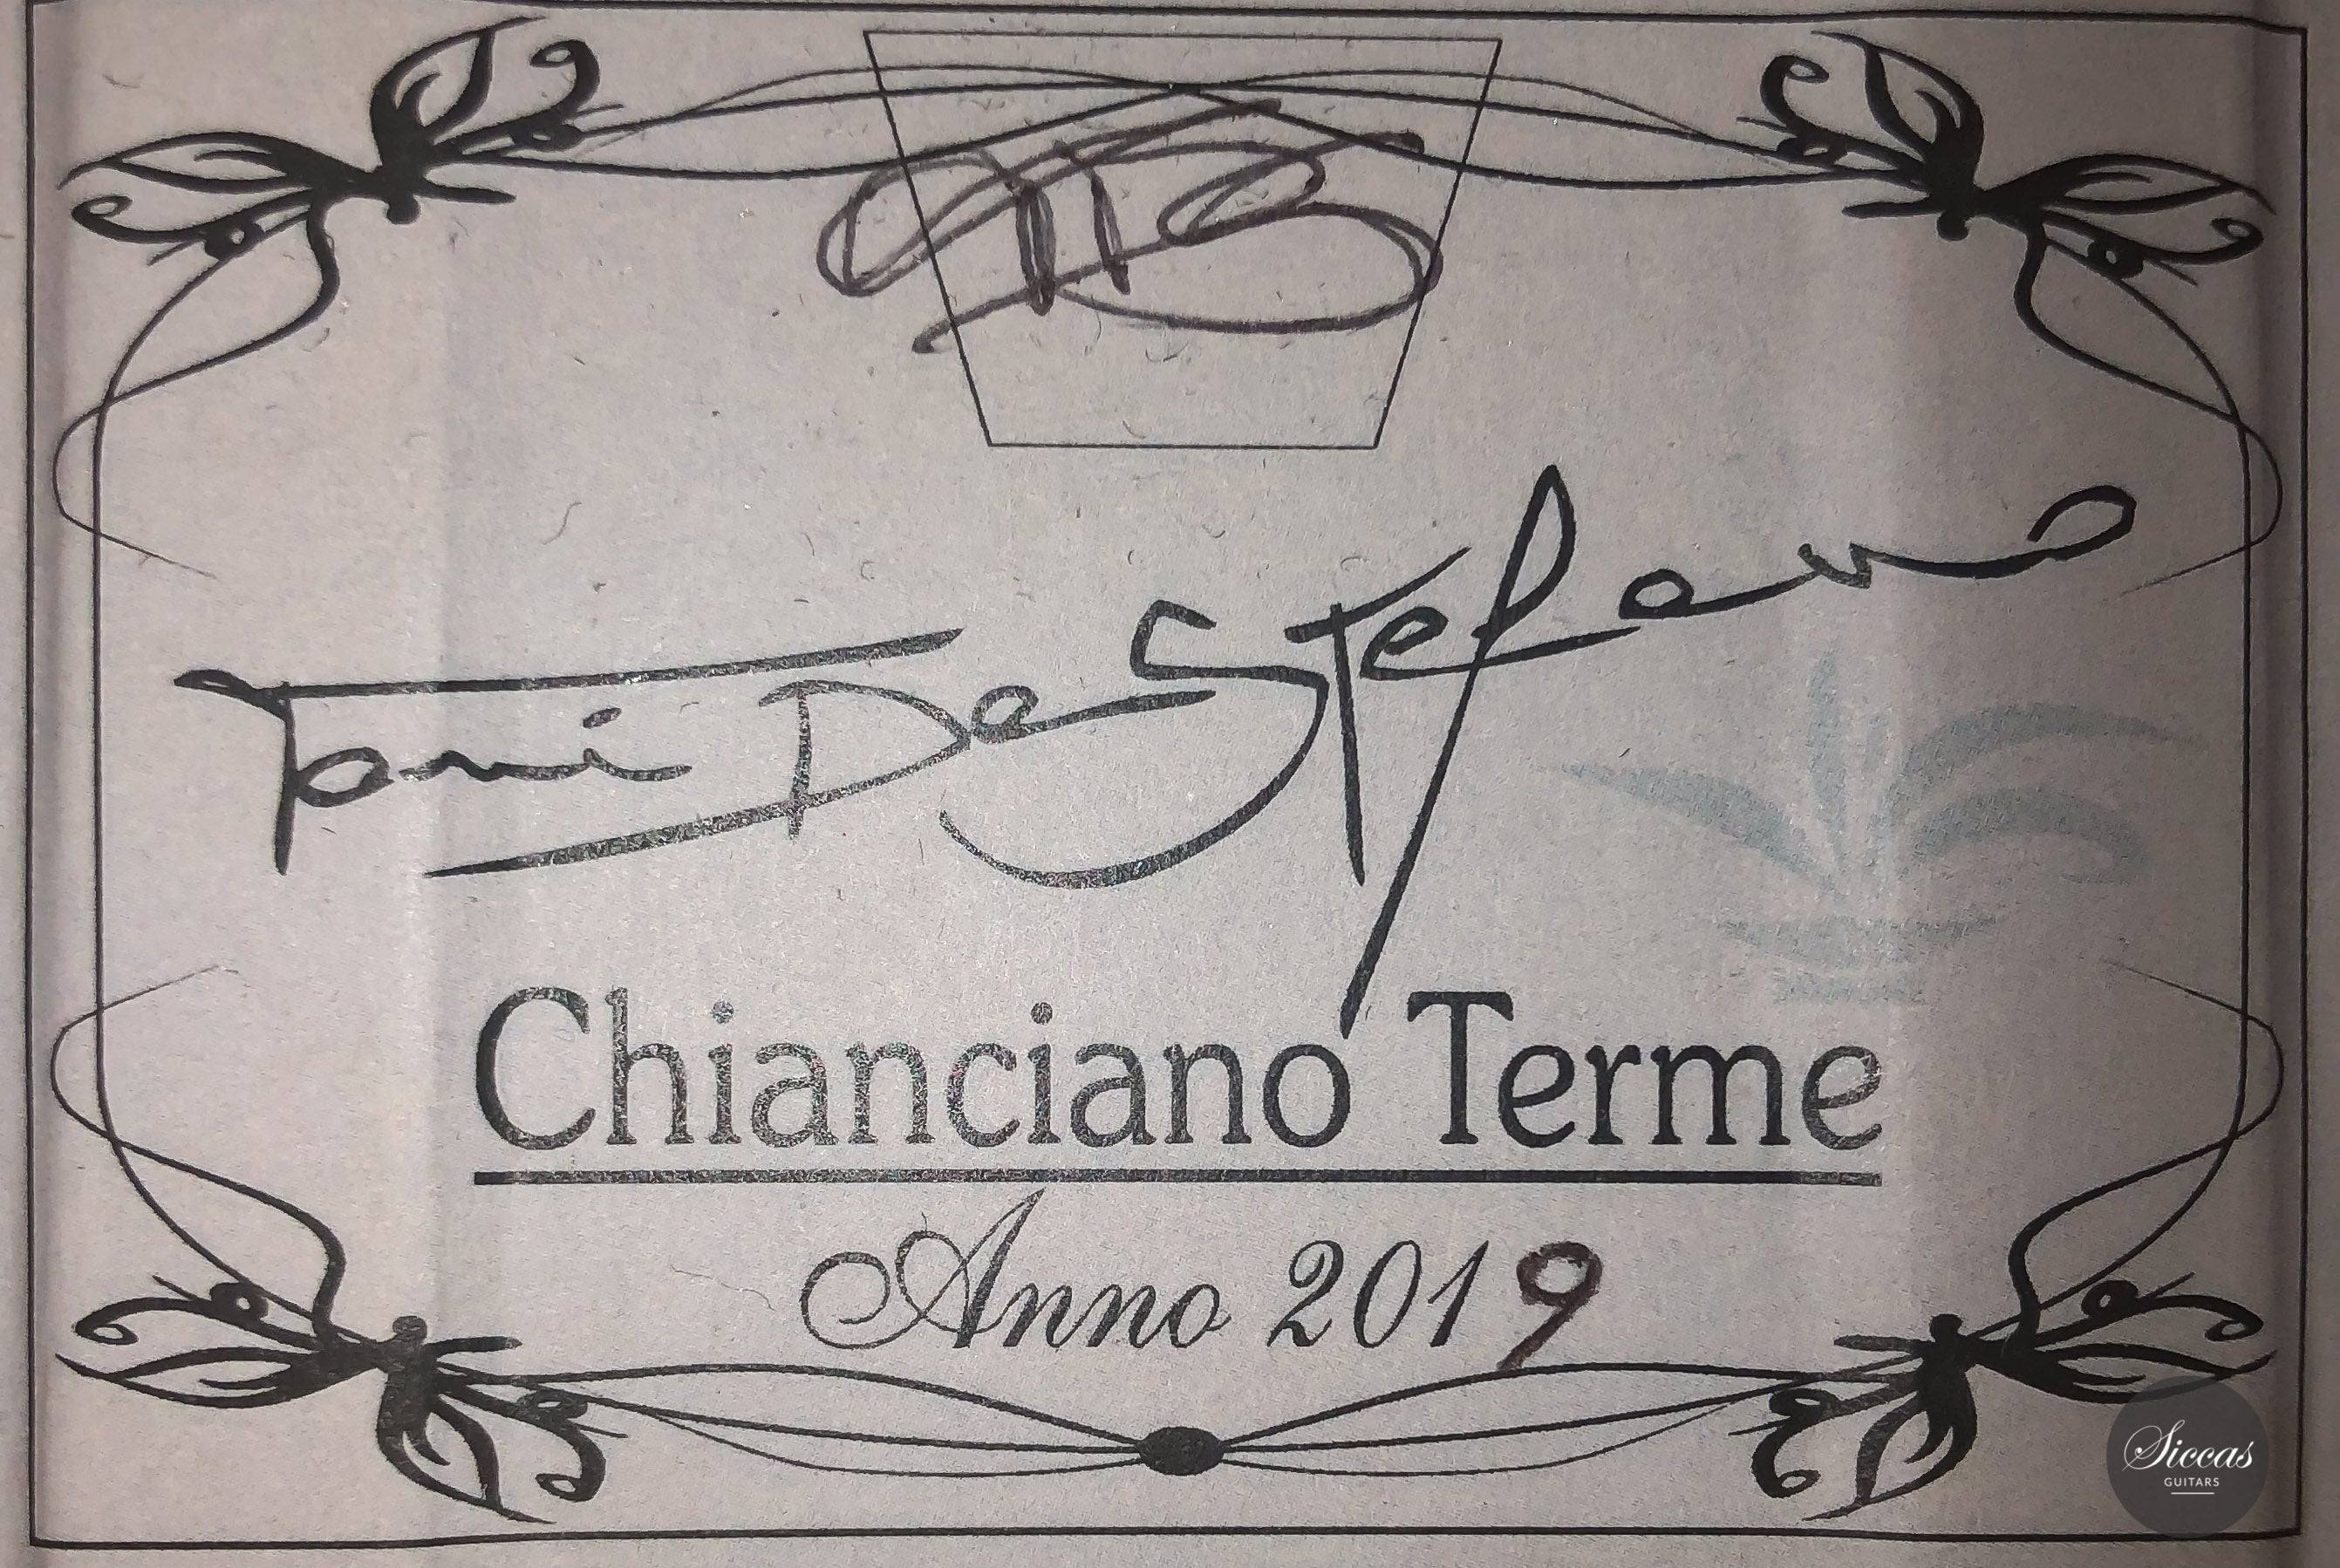 Toni De Stefano
Chianciano Terme
Anno 2019
Siccas
GUITARS